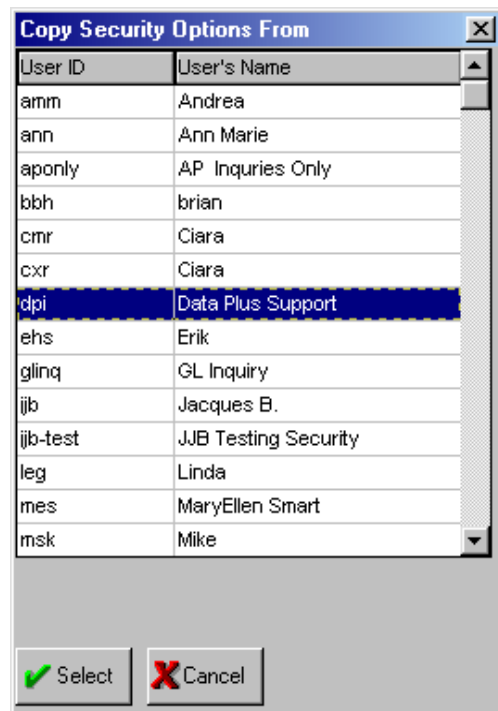 Copy Security Options From
User ID User's Name
amm Andrea
ann Ann Marie
aponly AP Inquries Only
bbh brian
cmr Ciara
cxr Ciara
dpi Data Plus Support
ehs Erik
glinq GL Inquiry
jjb Jacques B.
jjb-test JJB Testing Security
leg Linda
mes MaryEllen Smart
msk Mike
Select Cancel